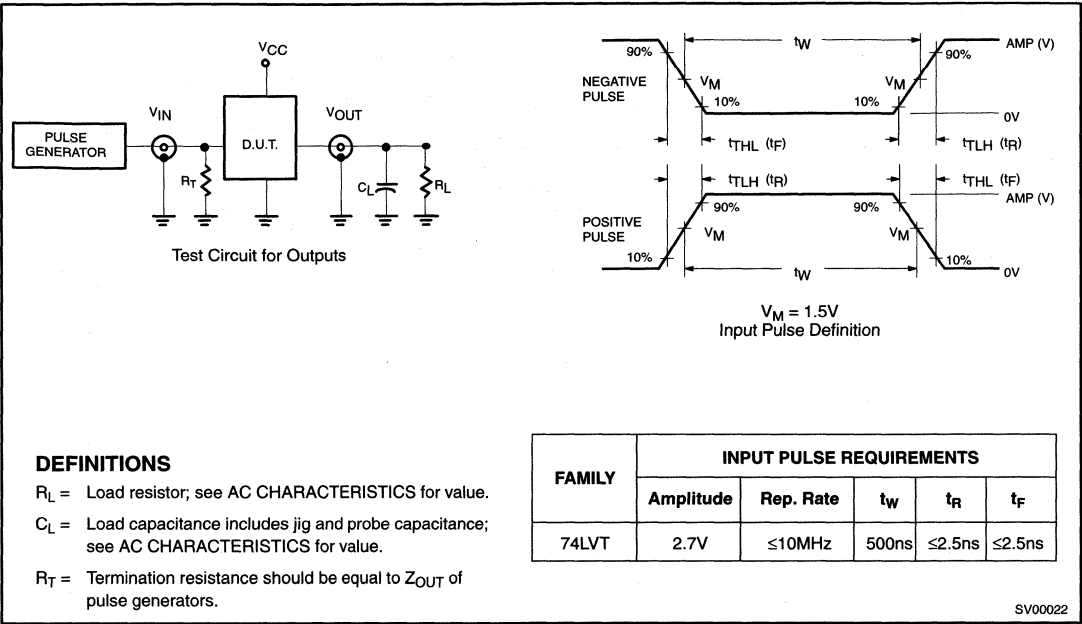 VCC
VIN
VOUT
PULSE
GENERATOR
D.U.T.
RT
CL
RL
Test Circuit for Outputs
90%
tW
90%
AMP (V)
NEGATIVE
PULSE
VM
VM
10%
10%
0V
tTHL (tF)
tTLH (tR)
tTLH (tR)
tTHL (tF)
AMP (V)
90%
90%
POSITIVE
PULSE
VM
VM
10%
10%
tW
0V
VM = 1.5V
Input Pulse Definition
DEFINITIONS
RL = Load resistor; see AC CHARACTERISTICS for value.
CL = Load capacitance includes jig and probe capacitance;
see AC CHARACTERISTICS for value.
RT = Termination resistance should be equal to ZOUT of
pulse generators.
FAMILY
INPUT PULSE REQUIREMENTS
Amplitude Rep. Rate tW tR tF
74LVT 2.7V ≤10MHz 500ns ≤2.5ns ≤2.5ns
SV00022